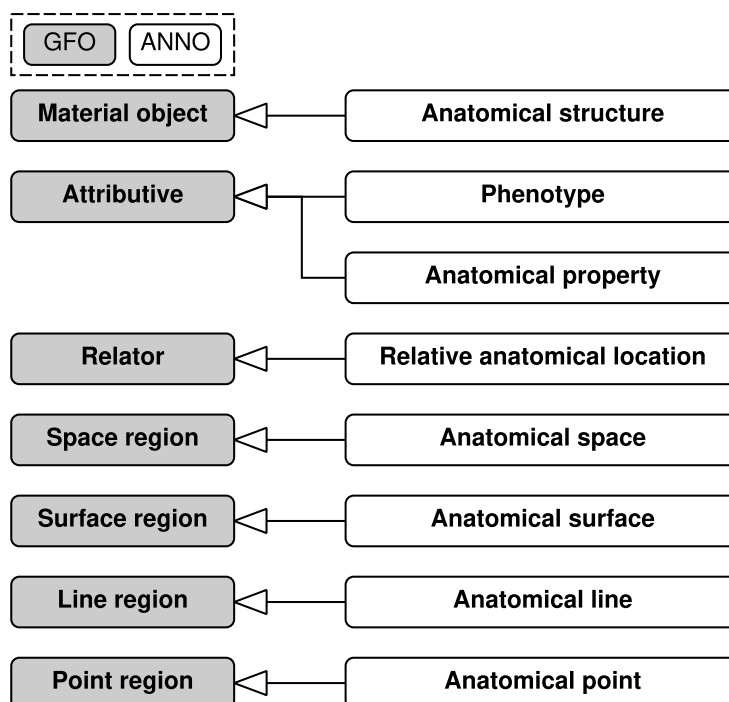 GFO ANNO
Material object Anatomical structure
Attributive Phenotype
Anatomical property
Relator Relative anatomical location
Space region Anatomical space
Surface region Anatomical surface
Line region Anatomical line
Point region Anatomical point